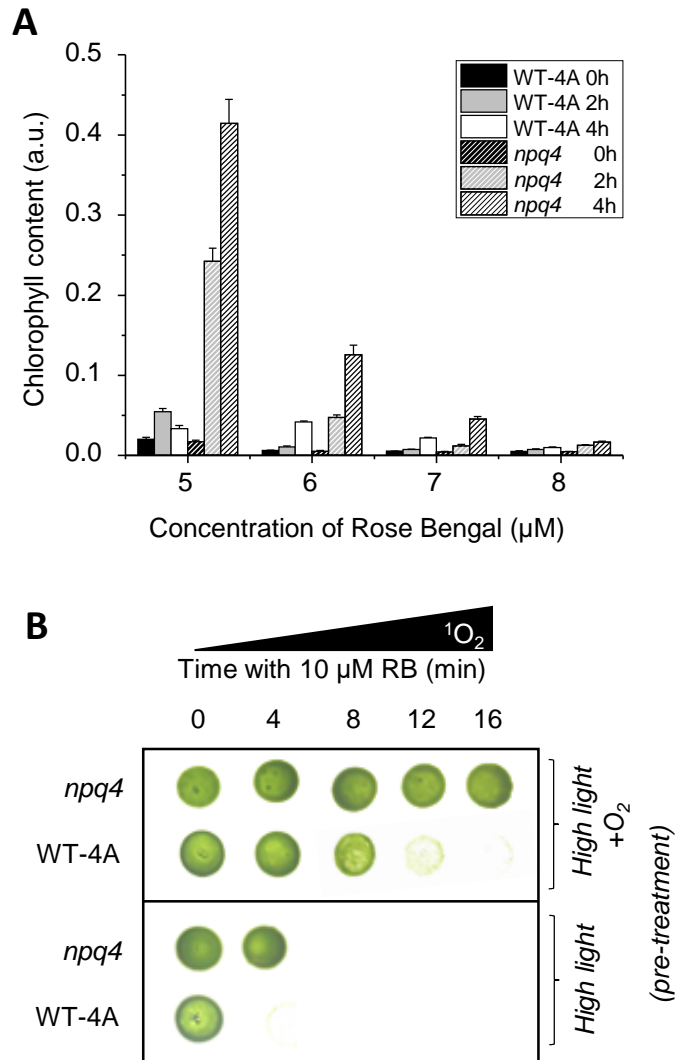 A
0.5
0.4
0.3
0.2
0.1
0.0
Chlorophyll content (a.u.)
WT-4A 0h
WT-4A 2h
WT-4A 4h
npq4 0h
npq4 2h
npq4 4h
5 6 7 8
Concentration of Rose Bengal (µM)
B
¹O₂
Time with 10 µM RB (min)
0 4 8 12 16
npq4
WT-4A
High light
+O₂
npq4
WT-4A
High light
(pre-treatment)